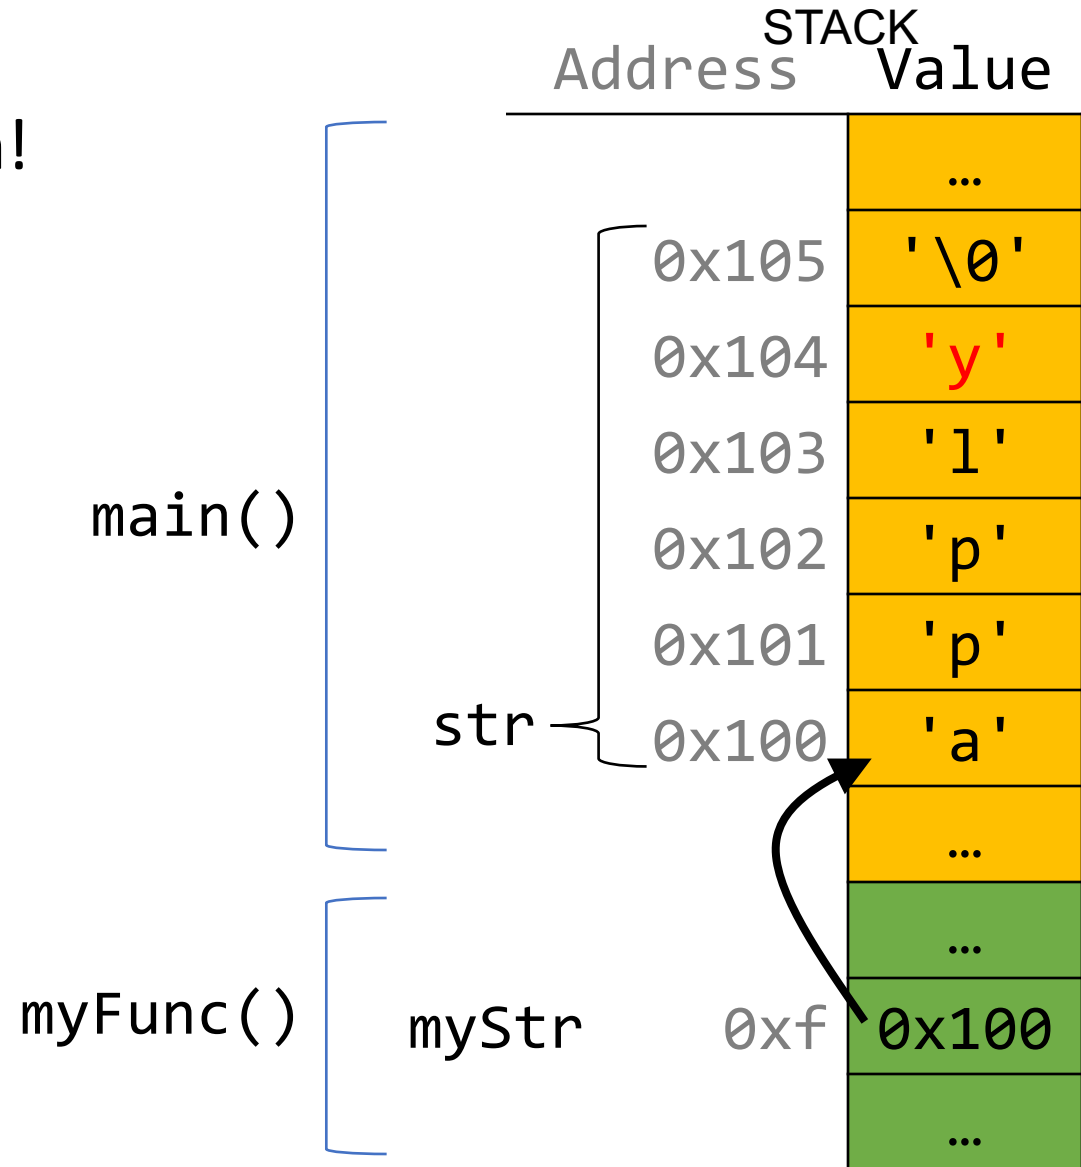 STACK
Address Value
!
…
0x105 '\0'
0x104 'y'
0x103 'l'
main() 0x102 'p'
0x101 'p'
str 0x100 'a'
…
…
myFunc() myStr 0xf 0x100
…